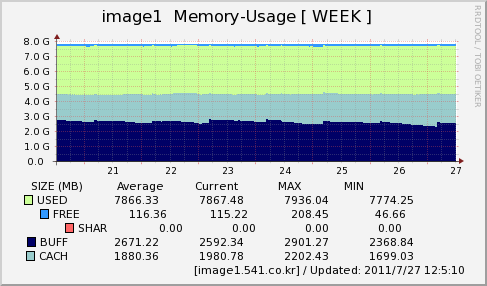 image1 Memory-Usage [ WEEK ]
RRDTOOL / TOBI OETIKER
8.0 G
7.0 G
6.0 G
5.0 G
4.0 G
3.0 G
2.0 G
1.0 G
0.0
21 22 23 24 25 26 27
SIZE (MB) Average Current MAX MIN
USED 7866.33 7867.48 7936.04 7774.25
FREE 116.36 115.22 208.45 46.66
SHAR 0.00 0.00 0.00 0.00
BUFF 2671.22 2592.34 2901.27 2368.84
CACH 1880.36 1980.78 2202.43 1699.03
[image1.541.co.kr] / Updated: 2011/7/27 12:5:10